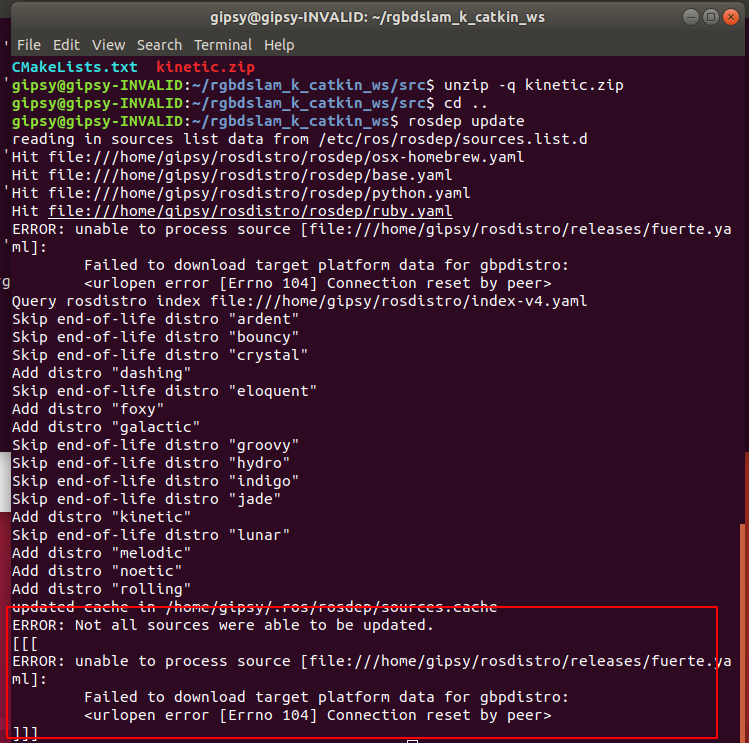 gipsy@gipsy-INVALID: ~/rgbdslam_k_catkin_ws
File Edit View Search Terminal Help
CMakeLists.txt kinetic.zip
gipsy@gipsy-INVALID:~/rgbdslam_k_catkin_ws/src$ unzip -q kinetic.zip
gipsy@gipsy-INVALID:~/rgbdslam_k_catkin_ws/src$ cd ..
gipsy@gipsy-INVALID:~/rgbdslam_k_catkin_ws$ rosdep update
reading in sources list data from /etc/ros/rosdep/sources.list.d
Hit file:///home/gipsy/rosdistro/rosdep/osx-homebrew.yaml
Hit file:///home/gipsy/rosdistro/rosdep/base.yaml
Hit file:///home/gipsy/rosdistro/rosdep/python.yaml
Hit file:///home/gipsy/rosdistro/rosdep/ruby.yaml
ERROR: unable to process source [file:///home/gipsy/rosdistro/releases/fuerte.ya
ml]:
Failed to download target platform data for gbpdistro:
<urlopen error [Errno 104] Connection reset by peer>
Query rosdistro index file:///home/gipsy/rosdistro/index-v4.yaml
Skip end-of-life distro "ardent"
Skip end-of-life distro "bouncy"
Skip end-of-life distro "crystal"
Add distro "dashing"
Skip end-of-life distro "eloquent"
Add distro "foxy"
Add distro "galactic"
Skip end-of-life distro "groovy"
Skip end-of-life distro "hydro"
Skip end-of-life distro "indigo"
Skip end-of-life distro "jade"
Add distro "kinetic"
Skip end-of-life distro "lunar"
Add distro "melodic"
Add distro "noetic"
Add distro "rolling"
updated cache in /home/gipsy/.ros/rosdep/sources.cache
ERROR: Not all sources were able to be updated.
[[[
ERROR: unable to process source [file:///home/gipsy/rosdistro/releases/fuerte.ya
ml]:
Failed to download target platform data for gbpdistro:
<urlopen error [Errno 104] Connection reset by peer>
]]]